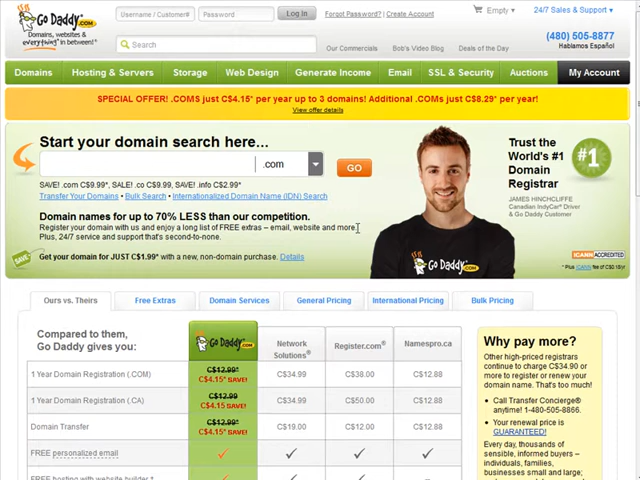 Go Daddy.COM
Domains, websites &
everything* in between!*
Username / Customer#
Password
Log In
Forgot Password? | Create Account
Empty
24/7 Sales & Support
(480) 505-8877
Hablamos Español
Search
Our Commercials
Bob's Video Blog
Deals of the Day
Domains
Hosting & Servers
Storage
Web Design
Generate Income
Email
SSL & Security
Auctions
My Account
SPECIAL OFFER! .COMS just C$4.15* per year up to 3 domains! Additional .COMs just C$8.29* per year!
View offer details
Start your domain search here...
.com
GO
SAVE! .com C$9.99*, SALE! .co C$9.99, SAVE! .info C$2.99*
Transfer Your Domains • Bulk Search • Internationalized Domain Name (IDN) Search
Domain names for up to 70% LESS than our competition.
Register your domain with us and enjoy a long list of FREE extras – email, website and more.
Plus, 24/7 service and support that's second-to-none.
SAVE
Get your domain for JUST C$1.99* with a new, non-domain purchase. Details
Go Daddy.COM
Trust the
World's #1
Domain
Registrar
#1
JAMES HINCHCLIFFE
Canadian IndyCar® Driver
& Go Daddy Customer
ICANN ACCREDITED
* Plus ICANN fee of C$0.18/yr
Ours vs. Theirs
Free Extras
Domain Services
General Pricing
International Pricing
Bulk Pricing
Compared to them,
Go Daddy gives you:
Go Daddy.COM
Network
Solutions®
Register.com®
Namespro.ca
1 Year Domain Registration (.COM)
C$12.99*
C$4.15* SAVE!
C$34.99
C$38.00
C$12.88
1 Year Domain Registration (.CA)
C$12.99
C$4.15 SAVE!
C$34.99
C$50.00
C$12.88
Domain Transfer
C$12.99*
C$4.15* SAVE!
C$19.00
C$12.00
C$12.88
FREE personalized email
FREE hosting with website builder *
Why pay more?
Other high-priced registrars
continue to charge C$34.90 or
more to register or renew your
domain name. That's too much!
• Call Transfer Concierge®
anytime! 1-480-505-8866.
• Your renewal price is
GUARANTEED!
Every day, thousands of
sensible, informed buyers –
individuals, families,
businesses small and large;